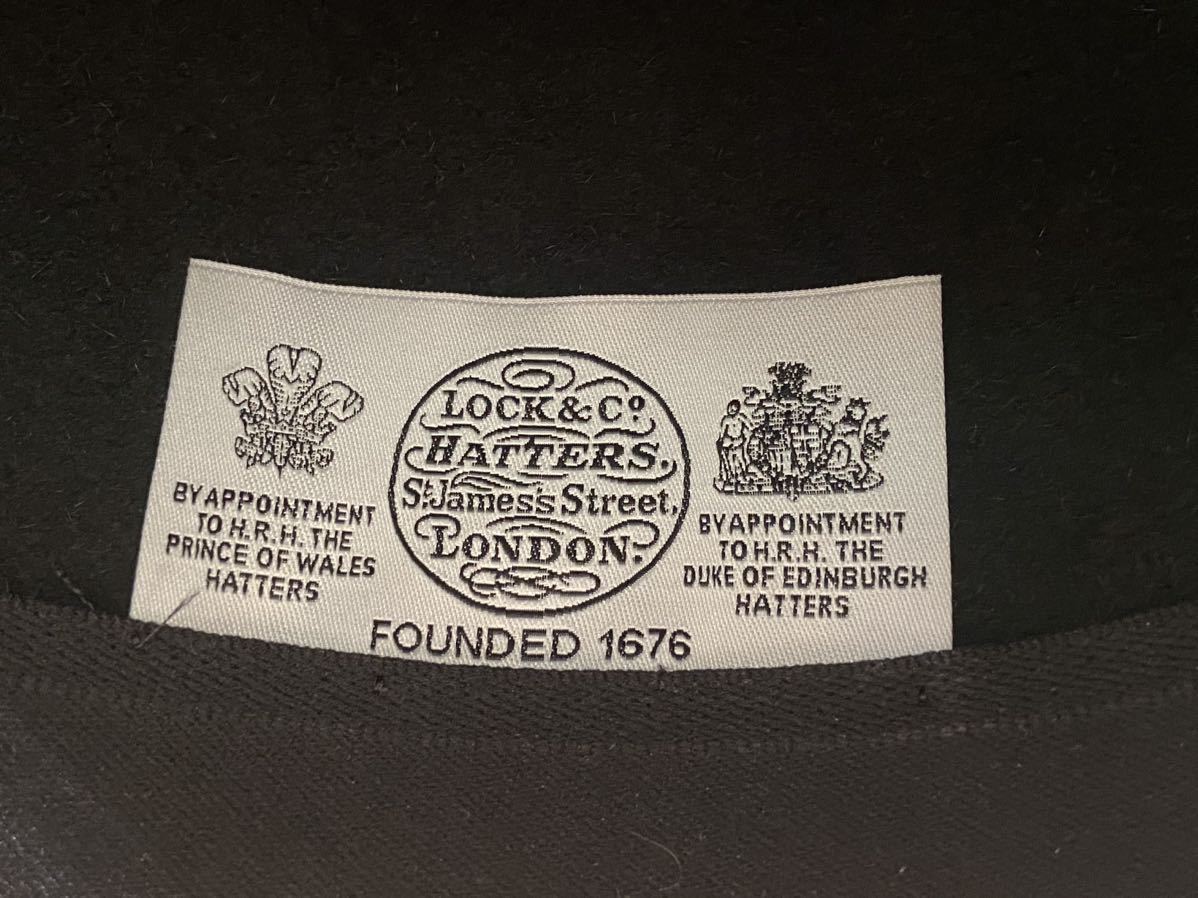 BY APPOINTMENT
TO H.R.H. THE
PRINCE OF WALES
HATTERS
LOCK & Co.
HATTERS,
St. James's Street,
LONDON.
BY APPOINTMENT
TO H.R.H. THE
DUKE OF EDINBURGH
HATTERS
FOUNDED 1676